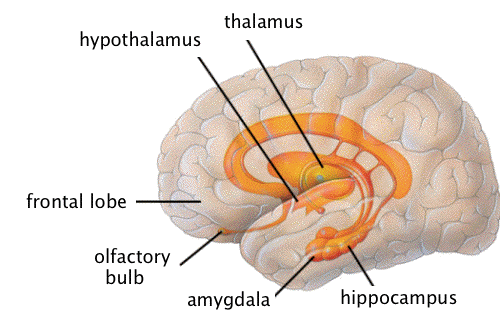 thalamus
hypothalamus
frontal lobe
olfactory
bulb
amygdala
hippocampus